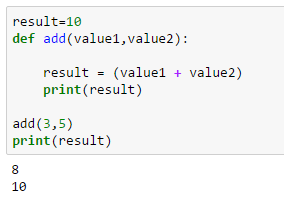 result=10
def add(value1,value2):
    result = (value1 + value2)
    print(result)
add(3,5)
print(result)
8
10